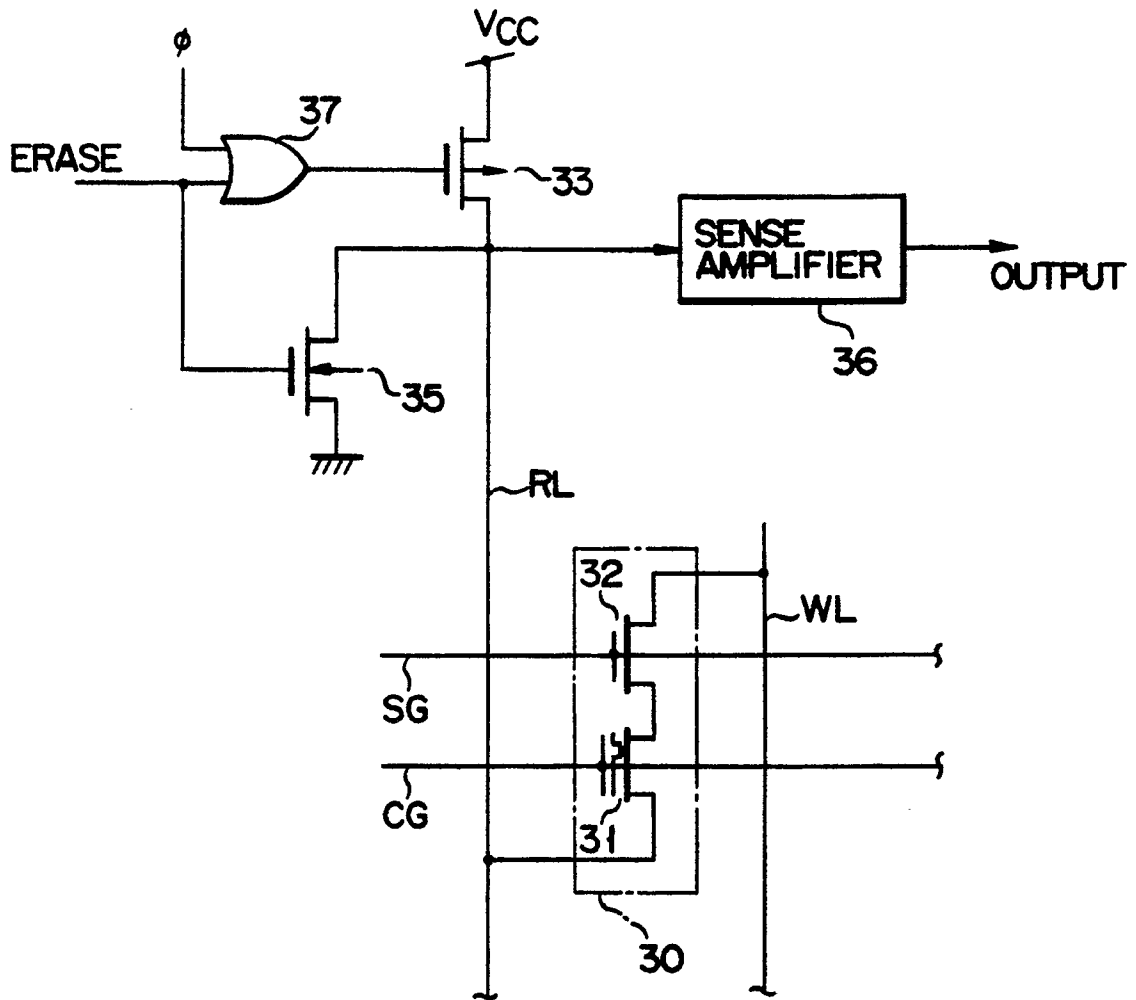 φ
VCC
37
ERASE
33
SENSE
AMPLIFIER
OUTPUT
36
35
RL
32
WL
SG
CG
31
30